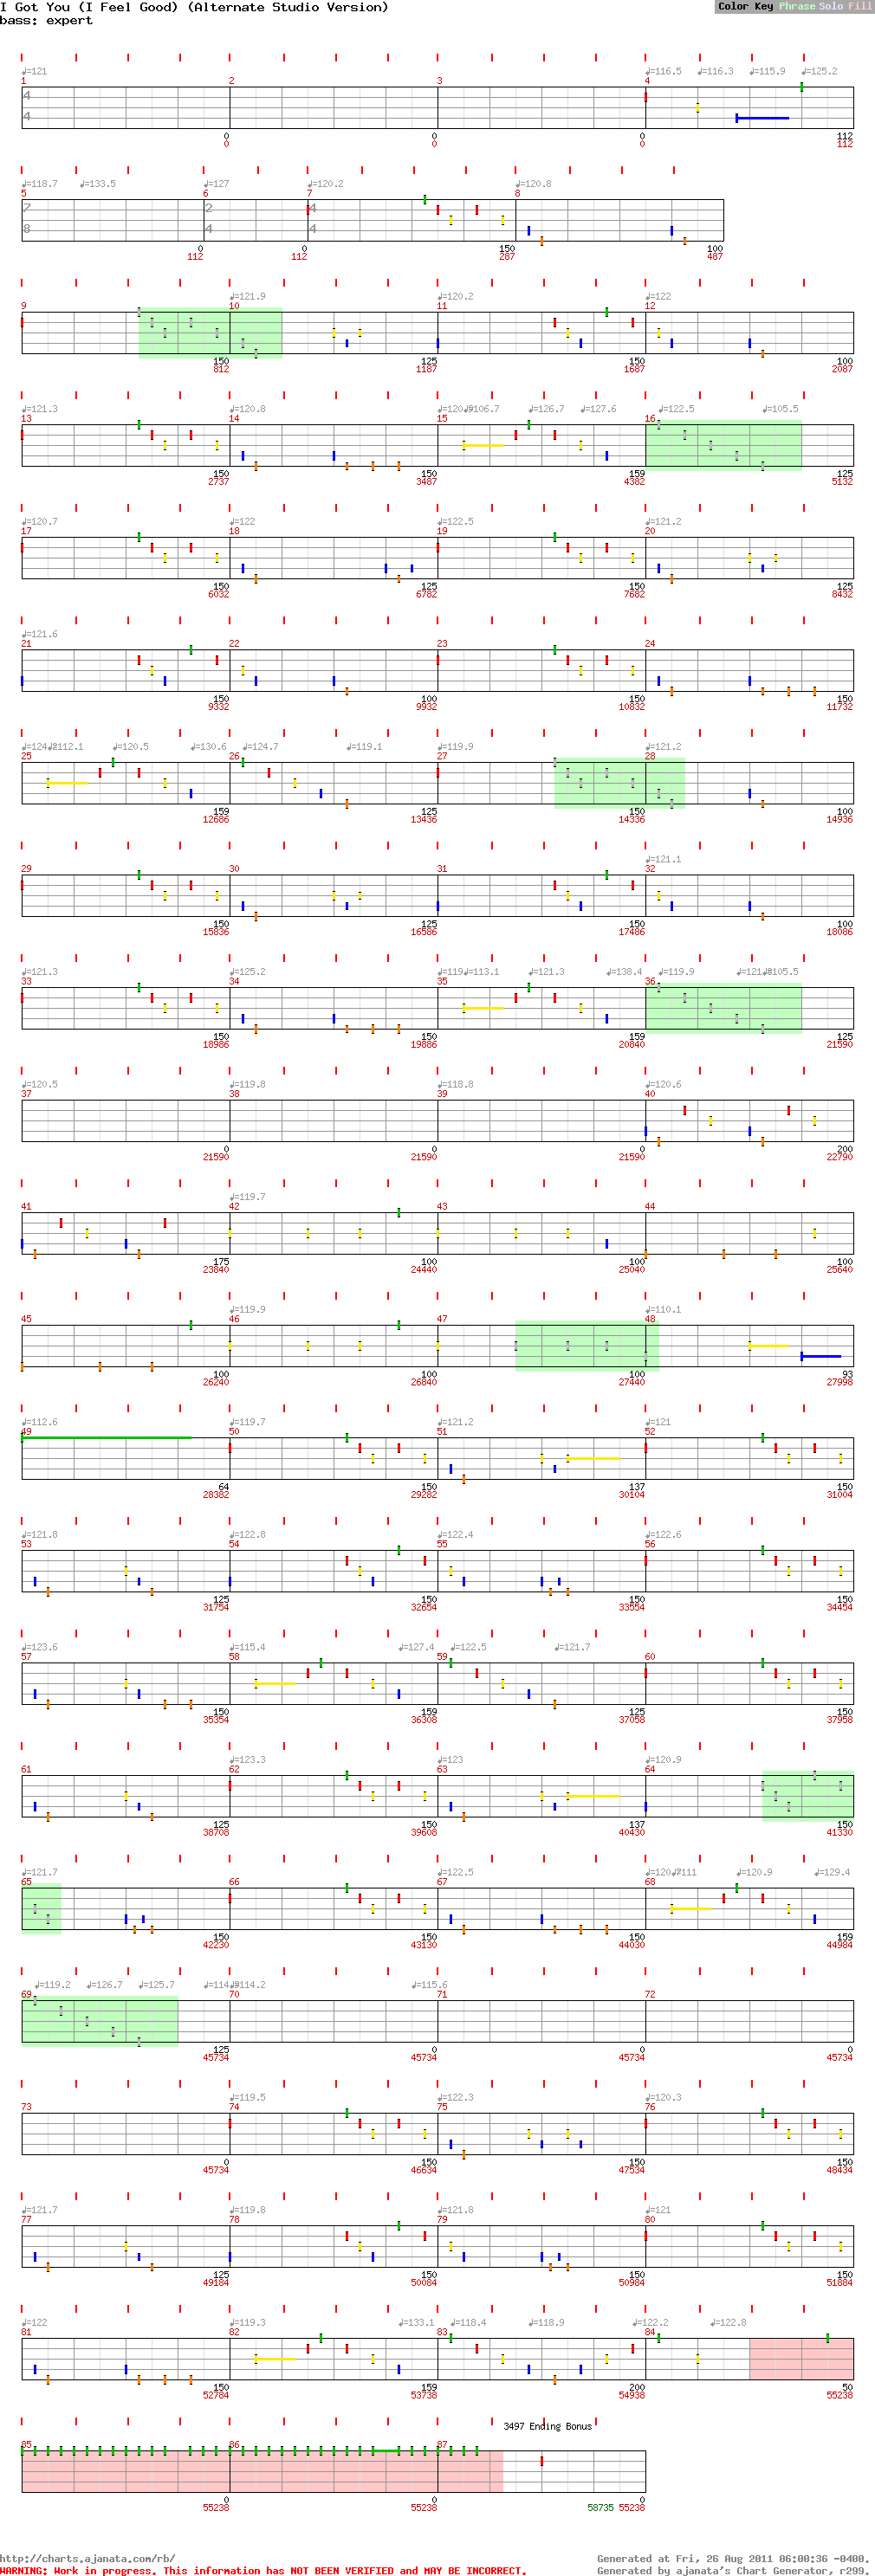 I Got You (I Feel Good) (Alternate Studio Version)
Color Key Phrase Solo Fill
bass: expert
♩=121 ♩=116.5 ♩=116.3 ♩=115.9 ♩=125.2
1 2 3 4
4
4
0 0 0 112
0 0 0 112
♩=118.7 ♩=133.5 ♩=127 ♩=120.2 ♩=120.8
5 6 7 8
7 2 4
8 4 4
0 0 150 100
112 112 287 487
♩=121.9 ♩=120.2 ♩=122
9 10 11 12
150 125 150 100
812 1187 1687 2087
♩=121.3 ♩=120.8 ♩=106.7 ♩=126.7 ♩=127.6 ♩=122.5 ♩=105.5
13 14 15 16
150 150 159 125
2737 3487 4382 5132
♩=120.7 ♩=122 ♩=122.5 ♩=121.2
17 18 19 20
150 125 150 125
6032 6782 7682 8432
♩=121.6
21 22 23 24
150 100 150 150
9332 9932 10832 11732
♩=112.1 ♩=120.5 ♩=130.6 ♩=124.7 ♩=119.1 ♩=119.9 ♩=121.2
25 26 27 28
159 125 150 100
12686 13436 14336 14936
♩=121.1
29 30 31 32
150 125 150 100
15836 16586 17486 18086
♩=121.3 ♩=125.2 ♩=113.1 ♩=121.3 ♩=138.4 ♩=119.9 ♩=105.5
33 34 35 36
150 150 159 125
18986 19886 20840 21590
♩=120.5 ♩=119.8 ♩=118.8 ♩=120.6
37 38 39 40
0 0 0 200
21590 21590 21590 22790
♩=119.7
41 42 43 44
175 100 100 100
23840 24440 25040 25640
♩=119.9 ♩=110.1
45 46 47 48
100 100 100 93
26240 26840 27440 27998
♩=112.6 ♩=119.7 ♩=121.2 ♩=121
49 50 51 52
64 150 137 150
28382 29282 30104 31004
♩=121.8 ♩=122.8 ♩=122.4 ♩=122.6
53 54 55 56
125 150 150 150
31754 32654 33554 34454
♩=123.6 ♩=115.4 ♩=127.4 ♩=122.5 ♩=121.7
57 58 59 60
150 159 125 150
35354 36308 37058 37958
♩=123.3 ♩=123 ♩=120.9
61 62 63 64
125 150 137 150
38708 39608 40430 41330
♩=121.7 ♩=122.5 ♩=111 ♩=120.9 ♩=129.4
65 66 67 68
150 150 150 159
42230 43130 44030 44984
♩=119.2 ♩=126.7 ♩=125.7 ♩=114.2 ♩=115.6
69 70 71 72
125 0 0 0
45734 45734 45734 45734
♩=119.5 ♩=122.3 ♩=120.3
73 74 75 76
0 150 150 150
45734 46634 47534 48434
♩=121.7 ♩=119.8 ♩=121.8 ♩=121
77 78 79 80
125 150 150 150
49184 50084 50984 51884
♩=122 ♩=119.3 ♩=133.1 ♩=118.4 ♩=118.9 ♩=122.2 ♩=122.8
81 82 83 84
150 159 200 50
52784 53738 54938 55238
3497 Ending Bonus
85 86 87
0 0 0
55238 55238 58735 55238
http://charts.ajanata.com/rb/
Generated at Fri, 26 Aug 2011 06:00:36 -0400.
WARNING: Work in progress. This information has NOT BEEN VERIFIED and MAY BE INCORRECT.
Generated by ajanata's Chart Generator, r299.